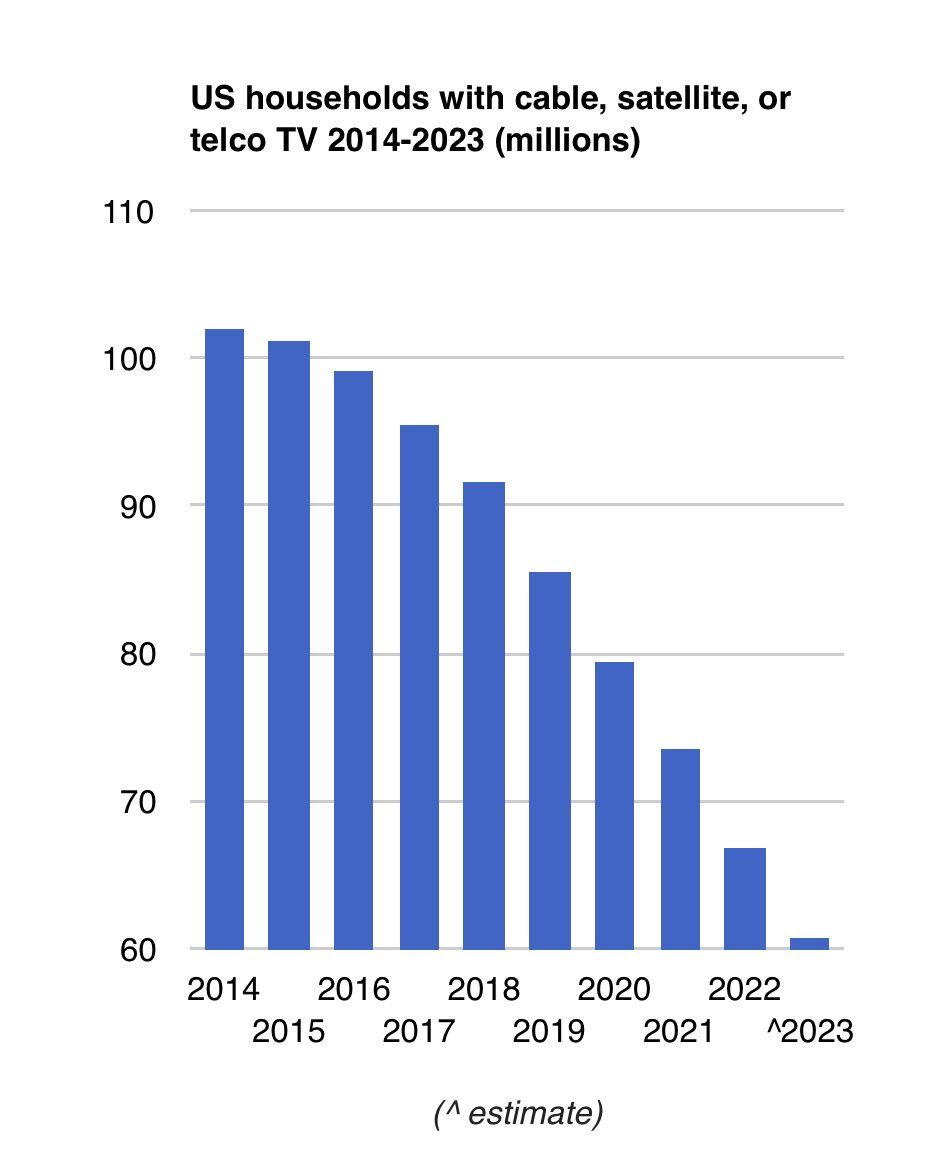 US households with cable, satellite, or
telco TV 2014-2023 (millions)
110
100
90
80
70
60
2014 2016 2018 2020 2022
2015 2017 2019 2021 ^2023
(^ estimate)